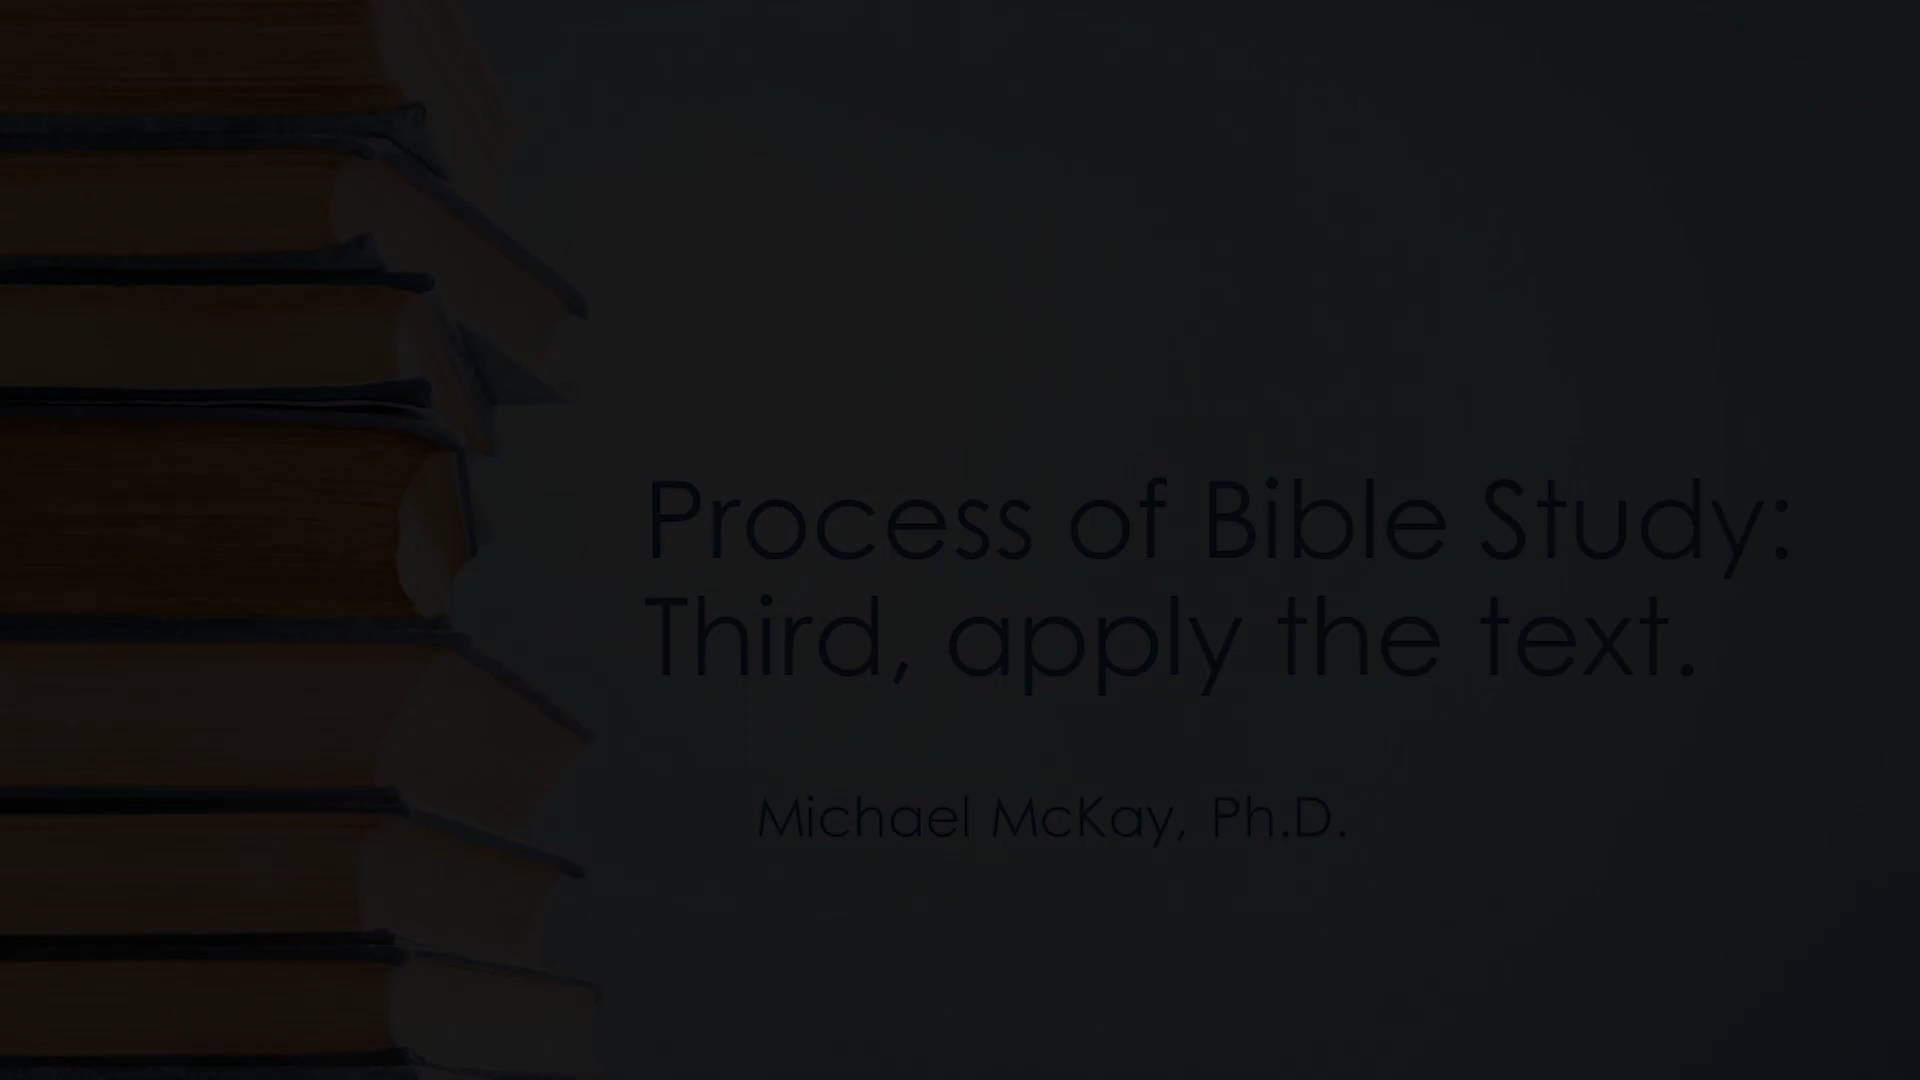 Process of Bible Study:
Third, apply the text.
Michael McKay, Ph.D.